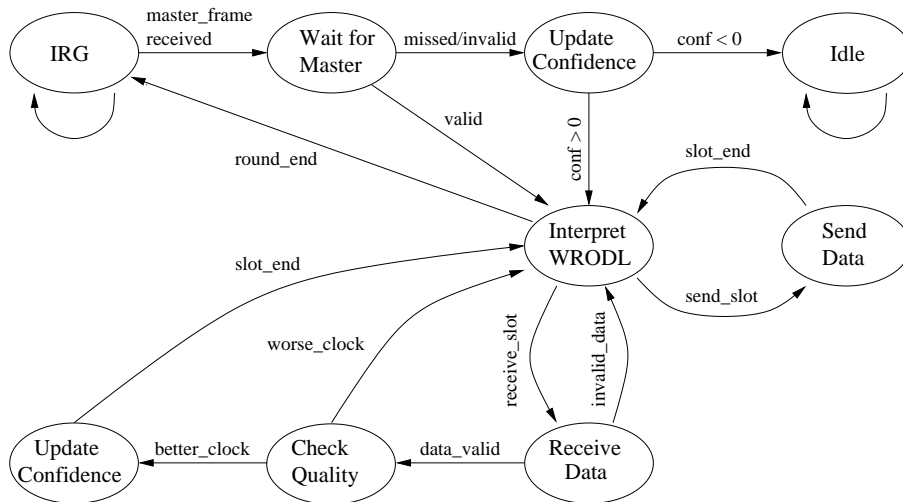 master_frame
received
IRG
Wait for
Master
missed/invalid
Update
Confidence
conf < 0
Idle
valid
conf > 0
round_end
slot_end
Interpret
WRODL
Send
Data
slot_end
send_slot
worse_clock
receive_slot
invalid_data
Update
Confidence
better_clock
Check
Quality
data_valid
Receive
Data